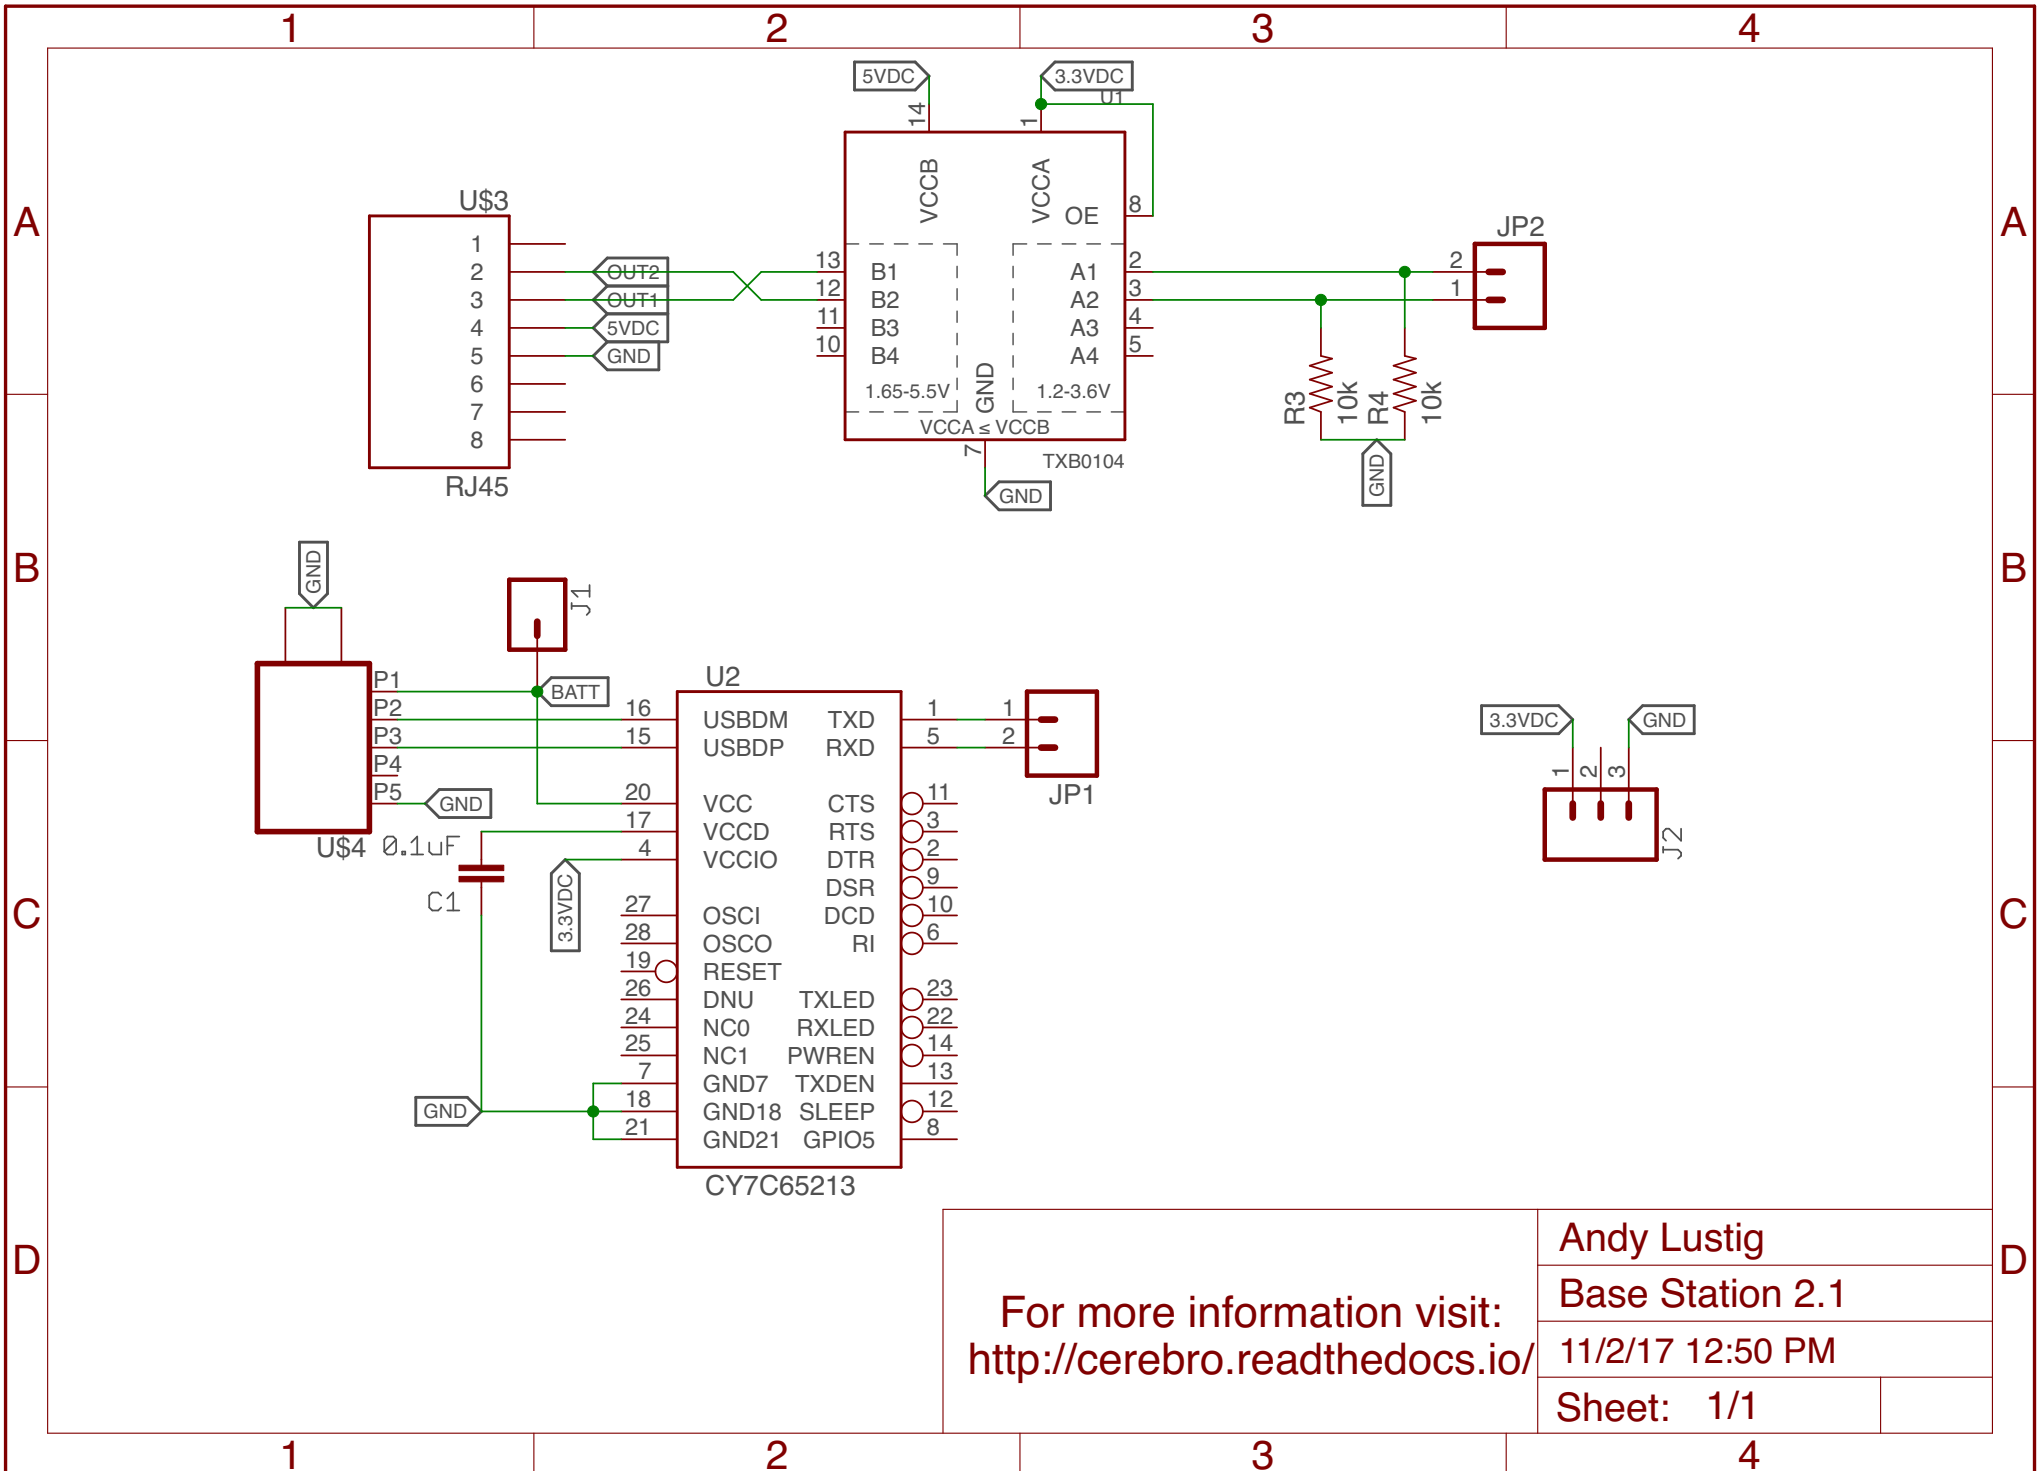 1 2 3 4
A A
B B
C C
D D
1 2 3 4
5VDC
3.3VDC
U1
14
1
VCCB
VCCA
OE
8
13
B1
A1
2
12
B2
A2
3
11
B3
A3
4
10
B4
A4
5
1.65-5.5V
GND
1.2-3.6V
VCCA ≤ VCCB
7
TXB0104
GND
U$3
1
2
3
4
5
6
7
8
OUT2
OUT1
5VDC
GND
RJ45
JP2
2
1
R3
10k
R4
10k
GND
GND
J1
BATT
P1
P2
P3
P4
P5
GND
U$4
0.1uF
C1
3.3VDC
GND
U2
16 USBDM TXD 1
15 USBDP RXD 5
20 VCC CTS 11
17 VCCD RTS 3
4 VCCIO DTR 2
DSR 9
27 OSCI DCD 10
28 OSCO RI 6
19 RESET
26 DNU TXLED 23
24 NC0 RXLED 22
25 NC1 PWREN 14
7 GND7 TXDEN 13
18 GND18 SLEEP 12
21 GND21 GPIO5 8
CY7C65213
1
2
JP1
3.3VDC
GND
1
2
3
J2
For more information visit:
http://cerebro.readthedocs.io/
Andy Lustig
Base Station 2.1
11/2/17 12:50 PM
Sheet: 1/1